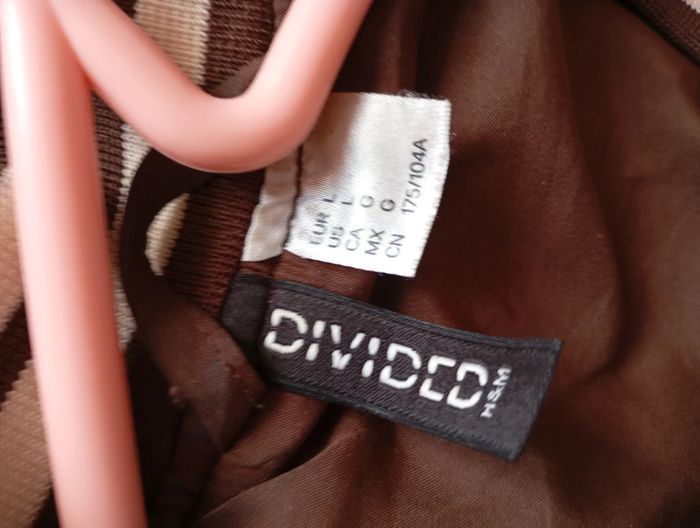 EUR L
US L
CA G
MX G
CN 175/104A
DIVIDED
H&M